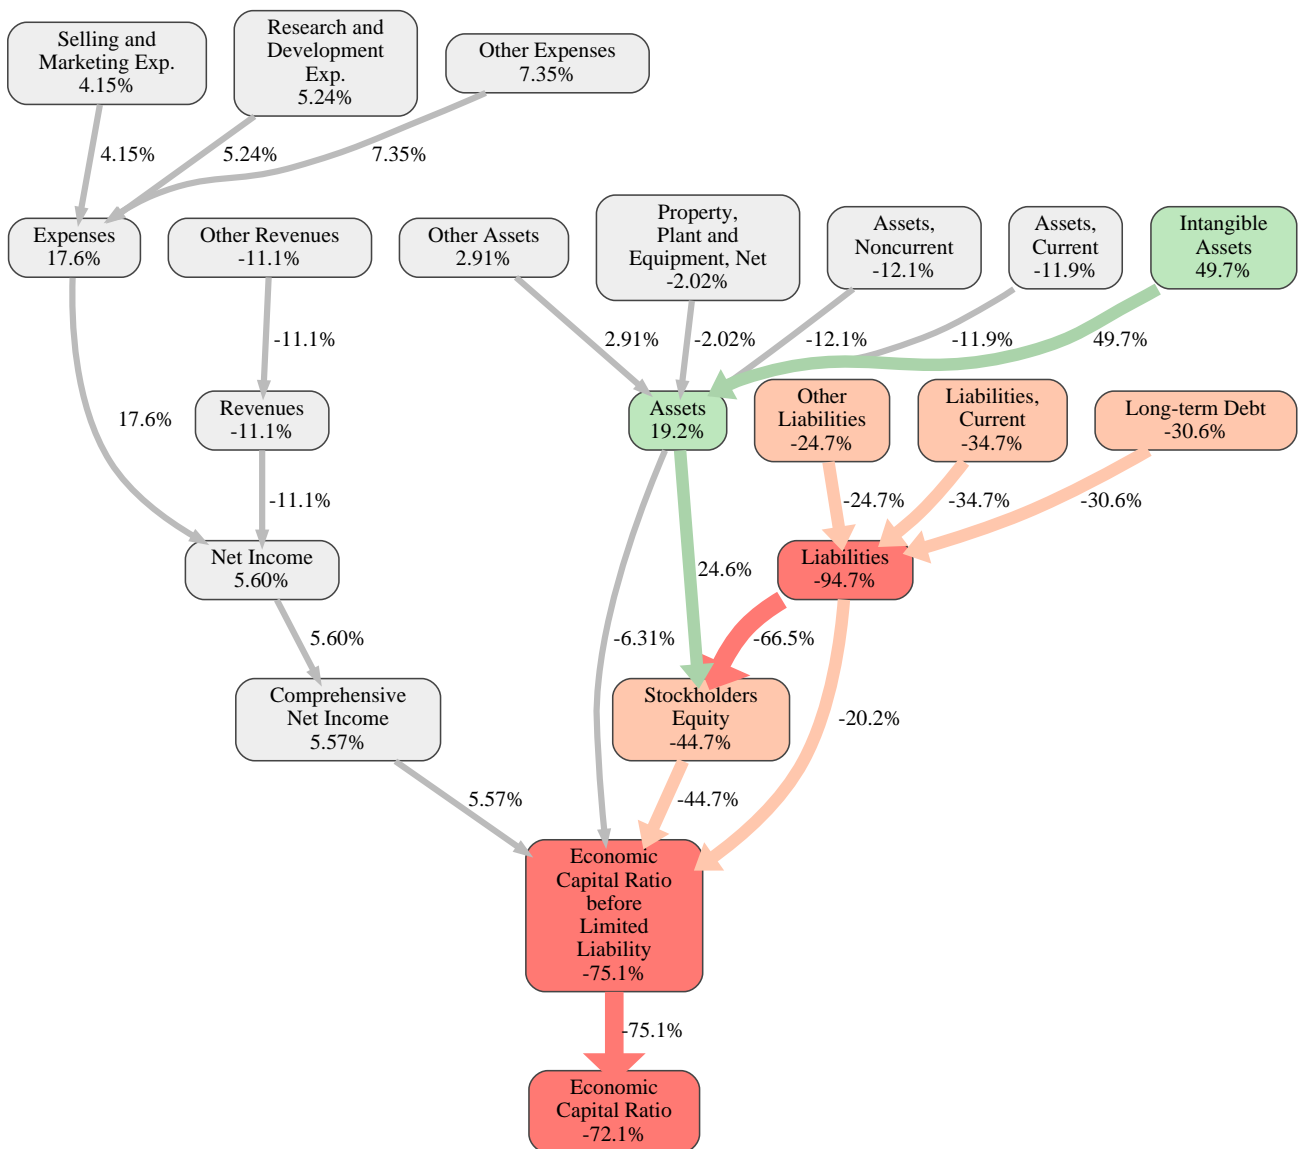 Selling and
Marketing Exp.
4.15%
Research and
Development
Exp.
5.24%
Other Expenses
7.35%
4.15%
5.24%
7.35%
Expenses
17.6%
Other Revenues
-11.1%
Other Assets
2.91%
Property,
Plant and
Equipment, Net
-2.02%
Assets,
Noncurrent
-12.1%
Assets,
Current
-11.9%
Intangible
Assets
49.7%
-11.1%
2.91%
-2.02%
-12.1%
-11.9%
49.7%
17.6%
Revenues
-11.1%
Assets
19.2%
Other
Liabilities
-24.7%
Liabilities,
Current
-34.7%
Long-term Debt
-30.6%
-11.1%
-24.7%
-34.7%
-30.6%
Net Income
5.60%
24.6%
Liabilities
-94.7%
5.60%
-6.31%
-66.5%
Comprehensive
Net Income
5.57%
Stockholders
Equity
-44.7%
-20.2%
5.57%
-44.7%
Economic
Capital Ratio
before
Limited
Liability
-75.1%
-75.1%
Economic
Capital Ratio
-72.1%